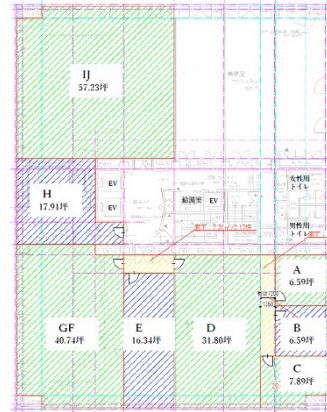 IJ
57.23坪
H
17.91坪
EV
EV
給湯室
EV
女性用
トイレ
男性用
トイレ
A
6.59坪
B
6.59坪
C
7.89坪
GF
40.74坪
E
16.34坪
D
31.80坪